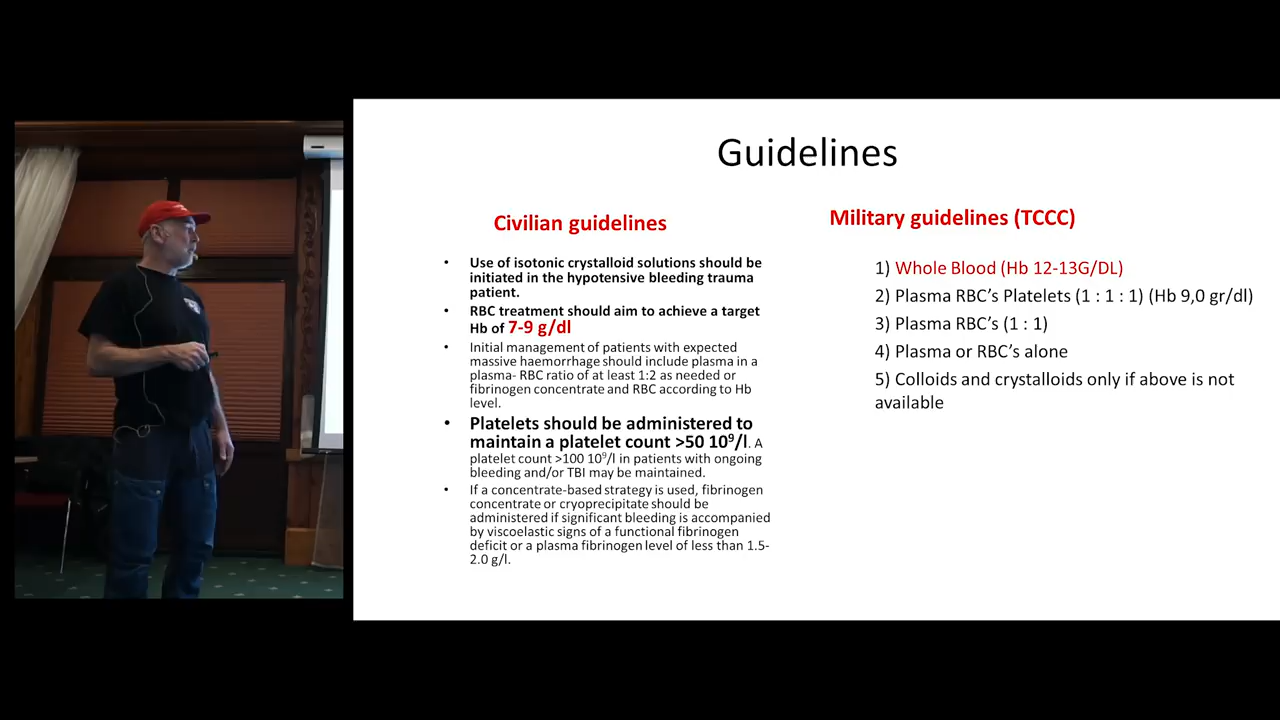 Guidelines
Civilian guidelines
• Use of isotonic crystalloid solutions should be
initiated in the hypotensive bleeding trauma
patient.
• RBC treatment should aim to achieve a target
Hb of 7-9 g/dl
• Initial management of patients with expected
massive haemorrhage should include plasma in a
plasma- RBC ratio of at least 1:2 as needed or
fibrinogen concentrate and RBC according to Hb
level.
• Platelets should be administered to
maintain a platelet count >50 10⁹/l. A
platelet count >100 10⁹/l in patients with ongoing
bleeding and/or TBI may be maintained.
• If a concentrate-based strategy is used, fibrinogen
concentrate or cryoprecipitate should be
administered if significant bleeding is accompanied
by viscoelastic signs of a functional fibrinogen
deficit or a plasma fibrinogen level of less than 1.5-
2.0 g/l.
Military guidelines (TCCC)
1) Whole Blood (Hb 12-13G/DL)
2) Plasma RBC’s Platelets (1 : 1 : 1) (Hb 9,0 gr/dl)
3) Plasma RBC’s (1 : 1)
4) Plasma or RBC’s alone
5) Colloids and crystalloids only if above is not
available